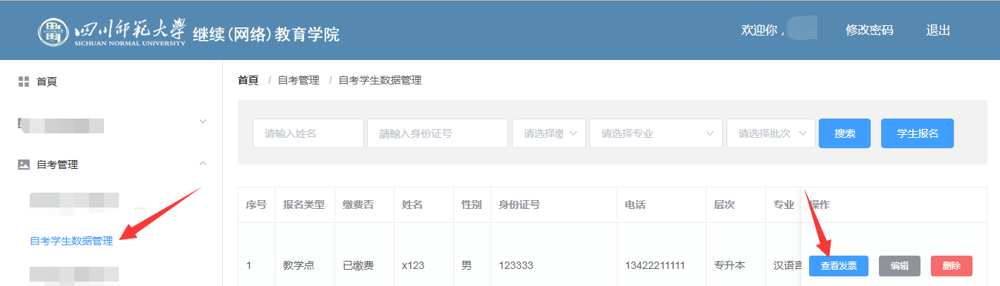 四川师范大学 继续(网络)教育学院
SICHUAN NORMAL UNIVERSITY
欢迎你， 修改密码 退出
首頁
首頁 / 自考管理 / 自考学生数据管理
请输入姓名 請輸入身份证号 请选择缴 请选择专业 请选择批次 搜索 学生报名
自考管理
序号 报名类型 缴费否 姓名 性别 身份证号 电话 层次 专业 操作
自考学生数据管理
1 教学点 已缴费 x123 男 123333 13422211111 专升本 汉语言 查看发票 编辑 删除